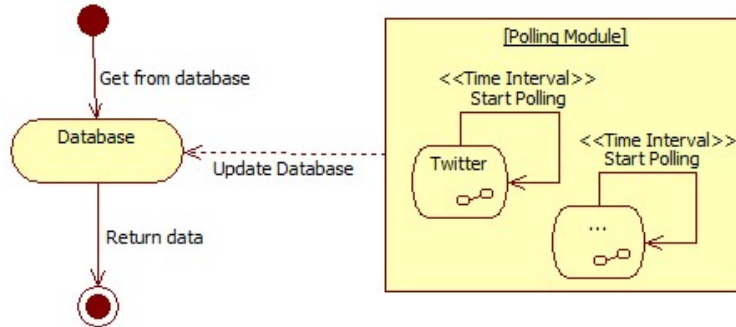 [Polling Module]
Get from database
<<Time Interval>>
Start Polling
Database
Update Database
Twitter
<<Time Interval>>
Start Polling
...
Return data